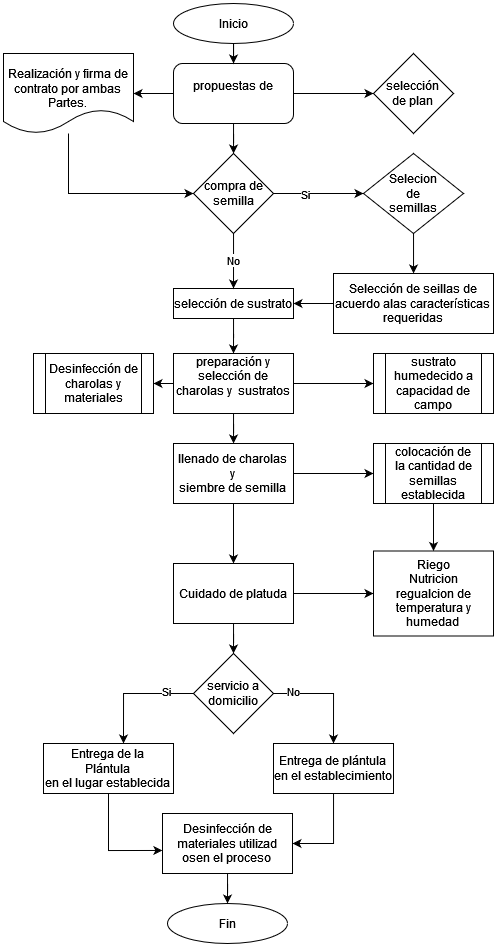 Inicio
Realización y firma de
contrato por ambas
Partes.
propuestas de
selección
de plan
compra de
semilla
Si
Selecion
de
semillas
No
selección de sustrato
Selección de seillas de
acuerdo alas características
requeridas
Desinfección de
charolas y
materiales
preparación y
selección de
charolas y sustratos
sustrato
humedecido a
capacidad de
campo
llenado de charolas
y
siembre de semilla
colocación de
la cantidad de
semillas
establecida
Cuidado de platuda
Riego
Nutricion
regualcion de
temperatura y
humedad
servicio a
domicilio
Si
No
Entrega de la
Plántula
en el lugar establecida
Entrega de plántula
en el establecimiento
Desinfección de
materiales utilizad
osen el proceso
Fin